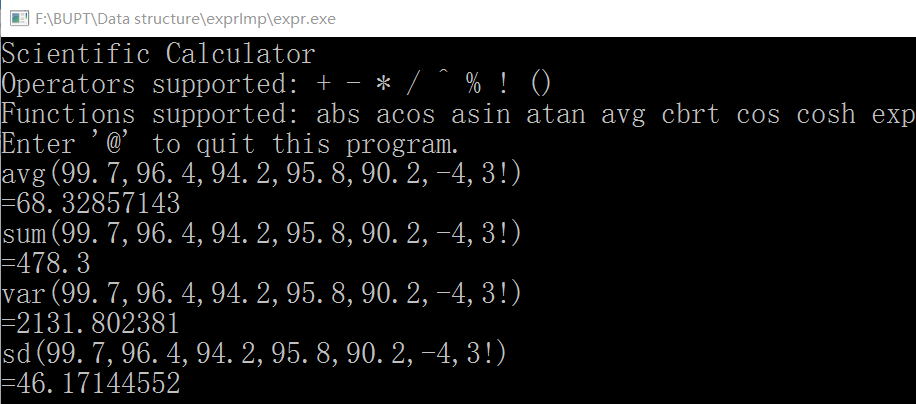 F:\BUPT\Data structure\exprImp\expr.exe
Scientific Calculator
Operators supported: + - * / ^ % ! ()
Functions supported: abs acos asin atan avg cbrt cos cosh exp
Enter '@' to quit this program.
avg(99.7,96.4,94.2,95.8,90.2,-4,3!)
=68.32857143
sum(99.7,96.4,94.2,95.8,90.2,-4,3!)
=478.3
var(99.7,96.4,94.2,95.8,90.2,-4,3!)
=2131.802381
sd(99.7,96.4,94.2,95.8,90.2,-4,3!)
=46.17144552